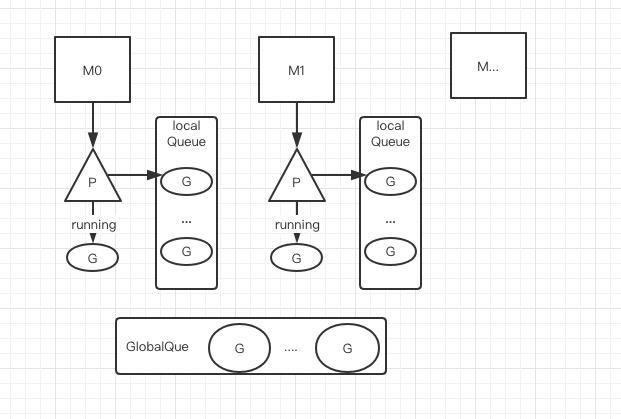 M0
M1
M...
local
Queue
local
Queue
P
G
P
G
...
...
running
running
G
G
G
G
GlobalQue
G
....
G